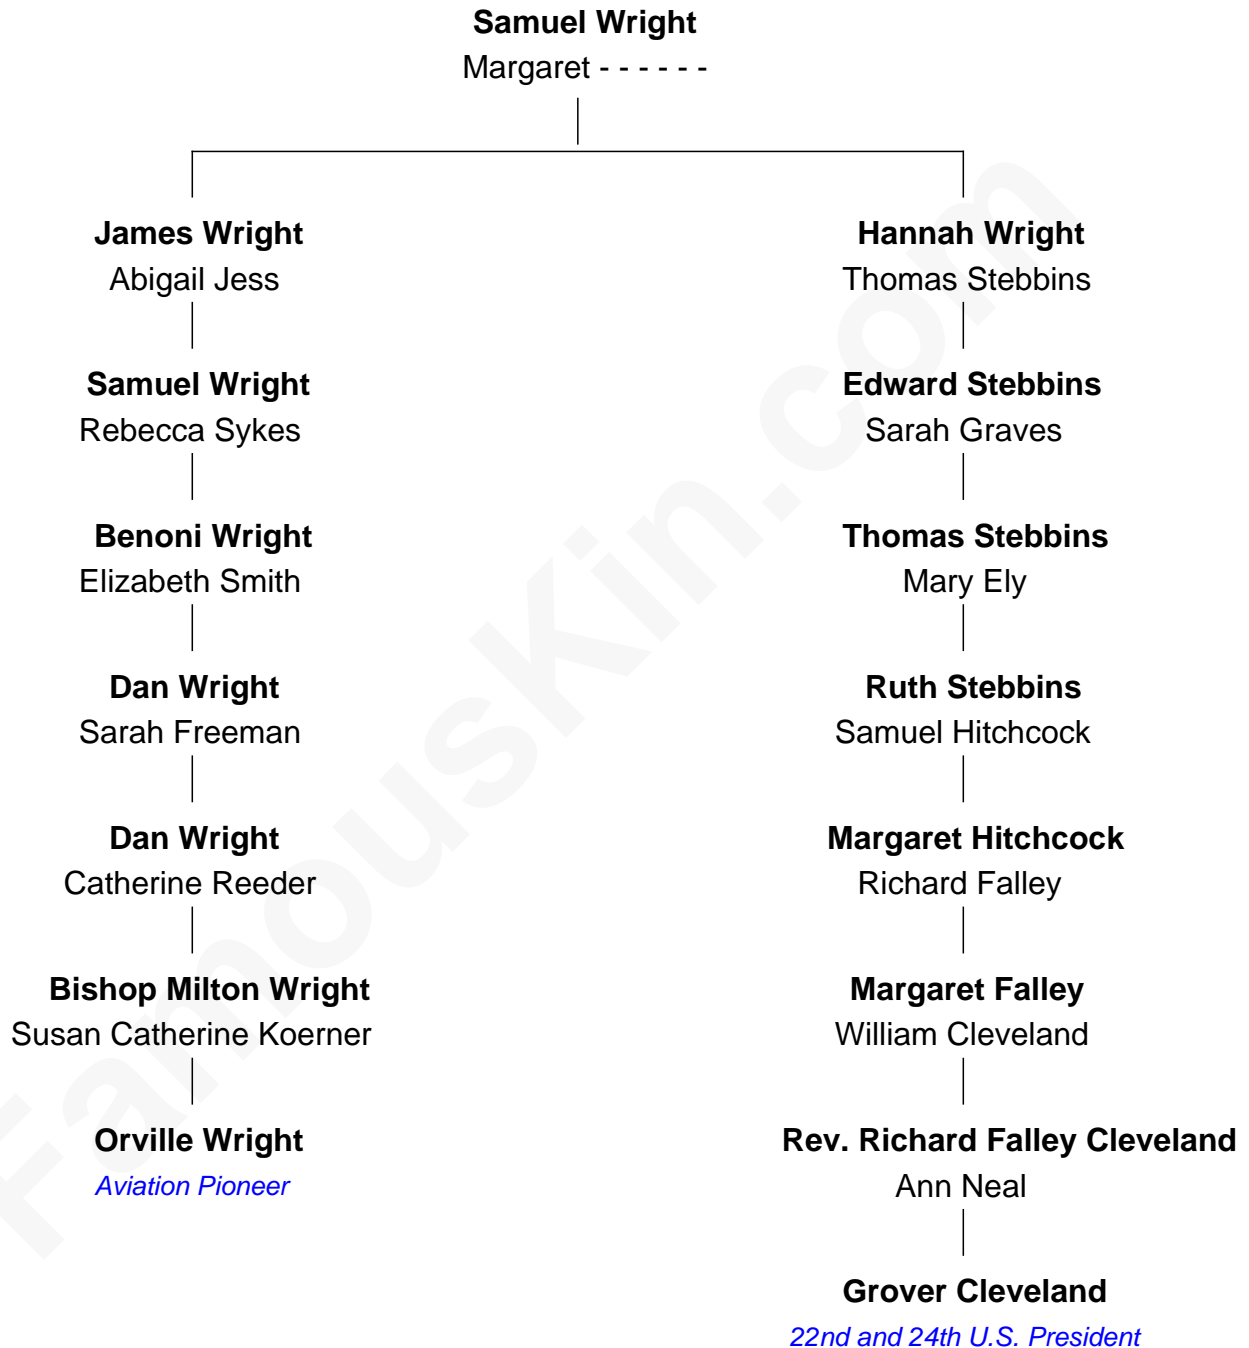 Samuel Wright
Margaret - - - - - -
James Wright
Abigail Jess
Hannah Wright
Thomas Stebbins
Samuel Wright
Rebecca Sykes
Edward Stebbins
Sarah Graves
Benoni Wright
Elizabeth Smith
Thomas Stebbins
Mary Ely
Dan Wright
Sarah Freeman
Ruth Stebbins
Samuel Hitchcock
Dan Wright
Catherine Reeder
Margaret Hitchcock
Richard Falley
Bishop Milton Wright
Susan Catherine Koerner
Margaret Falley
William Cleveland
Orville Wright
Aviation Pioneer
Rev. Richard Falley Cleveland
Ann Neal
Grover Cleveland
22nd and 24th U.S. President
FamousKin.com